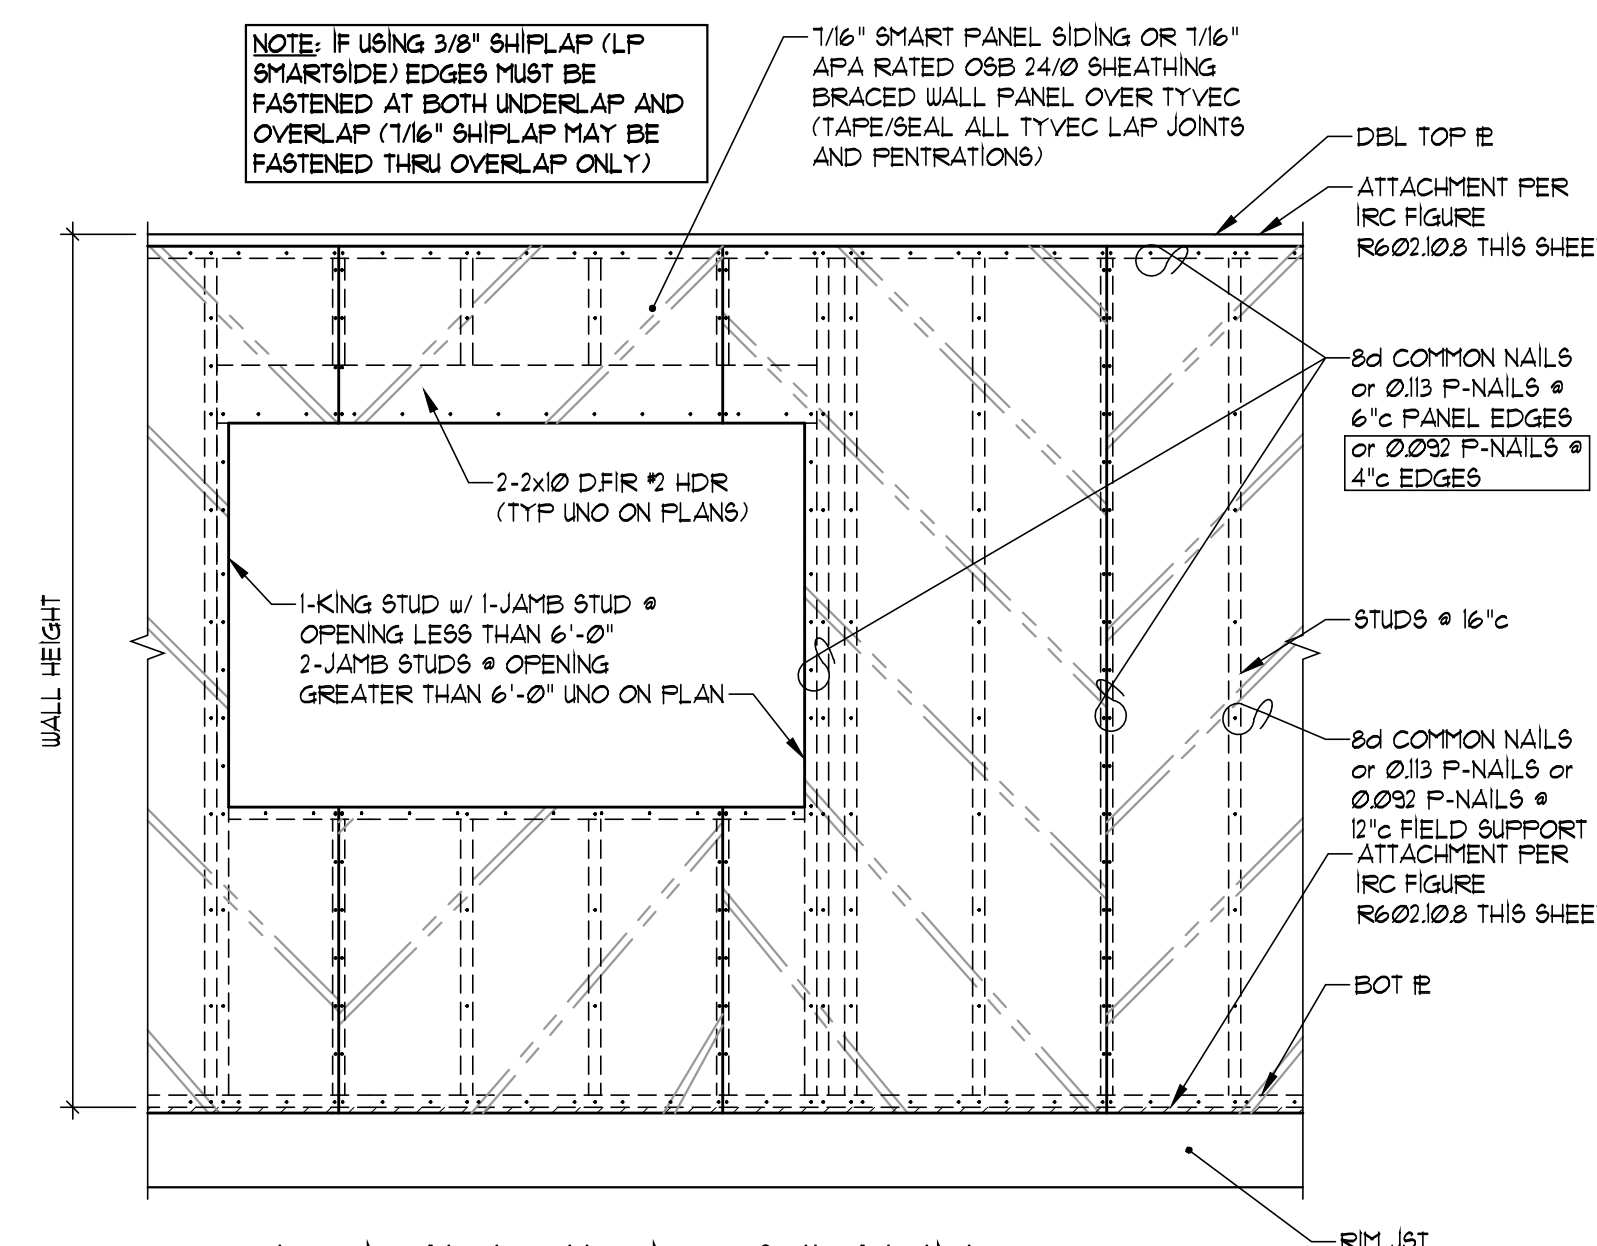 NOTE: IF USING 3/8" SHIPLAP (LP
SMARTSIDE) EDGES MUST BE
FASTENED AT BOTH UNDERLAP AND
OVERLAP (7/16" SHIPLAP MAY BE
FASTENED THRU OVERLAP ONLY)
7/16" SMART PANEL SIDING OR 7/16"
APA RATED OSB 24/0 SHEATHING
BRACED WALL PANEL OVER TYVEC
(TAPE/SEAL ALL TYVEC LAP JOINTS
AND PENTRATIONS)
DBL TOP PL
ATTACHMENT PER
IRC FIGURE
R602.10.8 THIS SHEE
8d COMMON NAILS
or 0.113 P-NAILS @
6"c PANEL EDGES
or 0.092 P-NAILS @
4"c EDGES
2-2x10 D.FIR #2 HDR
(TYP UNO ON PLANS)
1-KING STUD w/ 1-JAMB STUD @
OPENING LESS THAN 6'-0"
2-JAMB STUDS @ OPENING
GREATER THAN 6'-0" UNO ON PLAN
WALL HEIGHT
STUDS @ 16"c
8d COMMON NAILS
or 0.113 P-NAILS or
0.092 P-NAILS @
12"c FIELD SUPPORT
ATTACHMENT PER
IRC FIGURE
R602.10.8 THIS SHEE
BOT PL
RIM JST